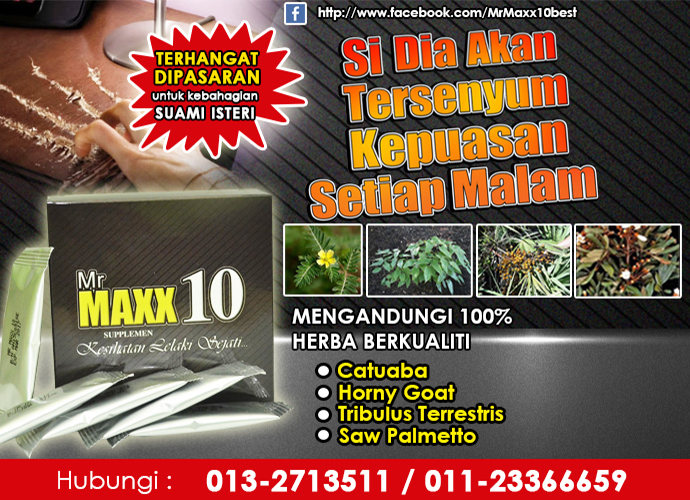 http://www.facebook.com/MrMaxx10best
TERHANGAT
DIPASARAN
untuk kebahagian
SUAMI ISTERI
Si Dia Akan
Tersenyum
Kepuasan
Setiap Malam
Mr
MAXX 10
SUPPLEMEN
Kesihatan Lelaki Sejati...
MENGANDUNGI 100%
HERBA BERKUALITI
Catuaba
Horny Goat
Tribulus Terrestris
Saw Palmetto
Hubungi : 013-2713511 / 011-23366659